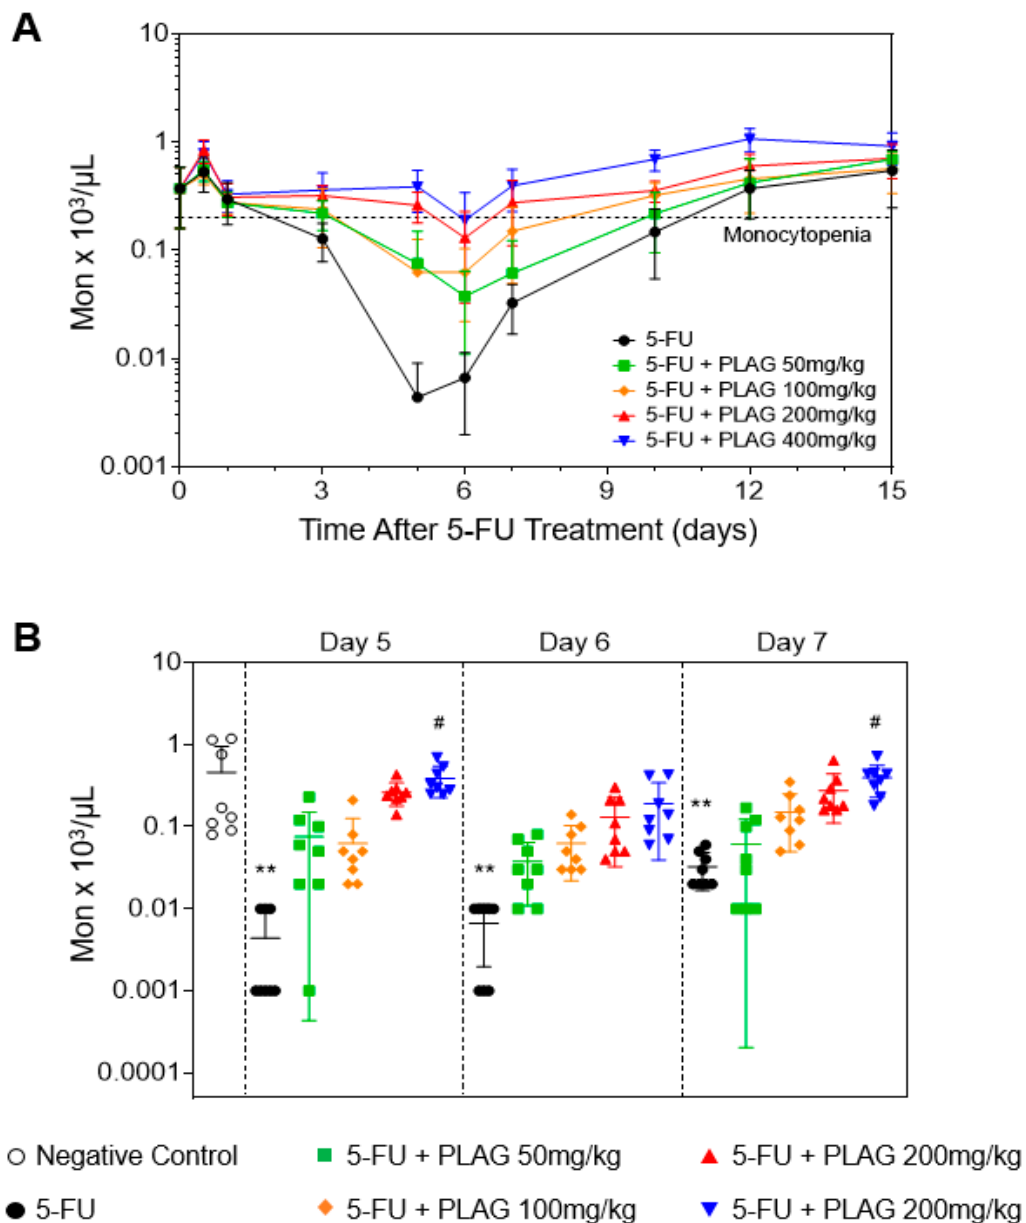 A
10
1
0.1
0.01
0.001
Mon x 10³/µL
Monocytopenia
5-FU
5-FU + PLAG 50mg/kg
5-FU + PLAG 100mg/kg
5-FU + PLAG 200mg/kg
5-FU + PLAG 400mg/kg
0 3 6 9 12 15
Time After 5-FU Treatment (days)
B
Day 5 Day 6 Day 7
10
1
0.1
0.01
0.001
0.0001
Mon x 10³/µL
** # ** ** #
Negative Control 5-FU + PLAG 50mg/kg 5-FU + PLAG 200mg/kg
5-FU 5-FU + PLAG 100mg/kg 5-FU + PLAG 200mg/kg